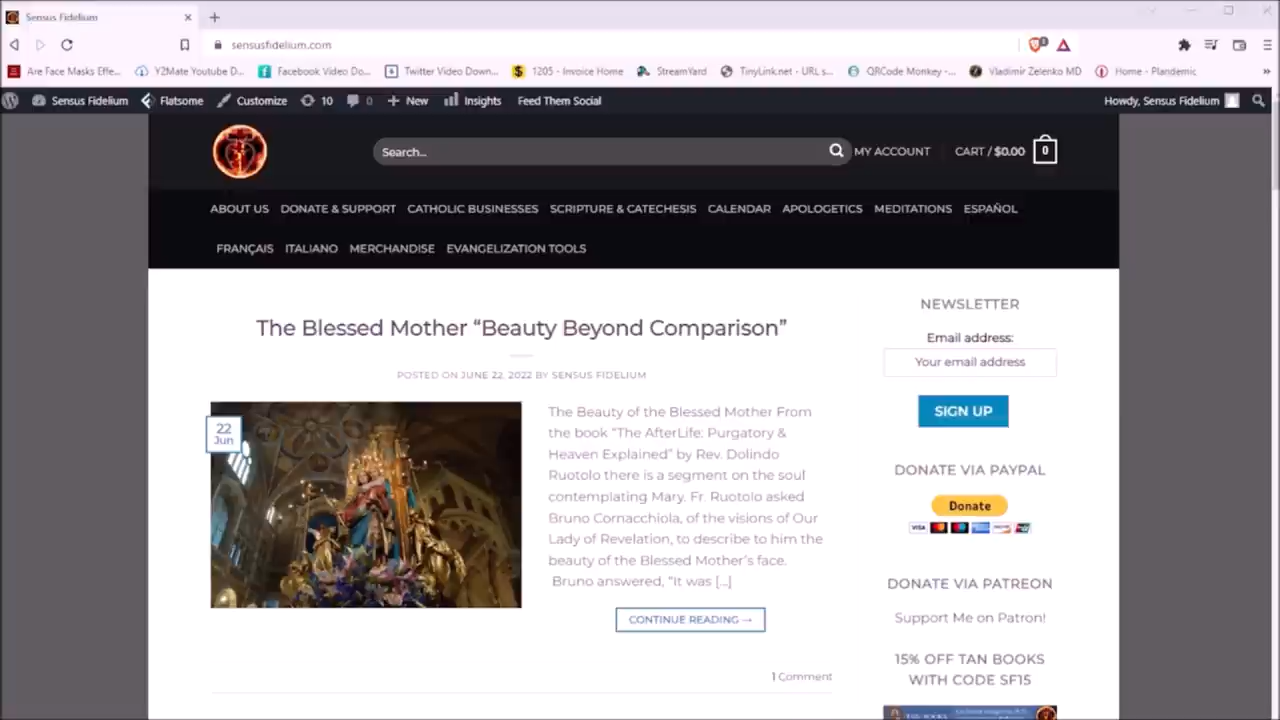 Sensus Fidelium
sensusfidelium.com
1
Are Face Masks Effe...
Y2Mate Youtube D...
Facebook Video Do...
Twitter Video Down...
1205 - Invoice Home
StreamYard
TinyLink.net - URL s...
QRCode Monkey -...
Vladimir Zelenko MD
Home - Plandemic
Sensus Fidelium
Flatsome
Customize
10
0
New
Insights
Feed Them Social
Howdy, Sensus Fidelium
Search...
MY ACCOUNT
CART / $0.00
0
ABOUT US
DONATE & SUPPORT
CATHOLIC BUSINESSES
SCRIPTURE & CATECHESIS
CALENDAR
APOLOGETICS
MEDITATIONS
ESPAÑOL
FRANÇAIS
ITALIANO
MERCHANDISE
EVANGELIZATION TOOLS
The Blessed Mother “Beauty Beyond Comparison”
POSTED ON JUNE 22, 2022 BY SENSUS FIDELIUM
22
Jun
The Beauty of the Blessed Mother From
the book “The AfterLife: Purgatory &
Heaven Explained” by Rev. Dolindo
Ruotolo there is a segment on the soul
contemplating Mary. Fr. Ruotolo asked
Bruno Cornacchiola, of the visions of Our
Lady of Revelation, to describe to him the
beauty of the Blessed Mother’s face.
Bruno answered, “It was [...]
CONTINUE READING →
1 Comment
NEWSLETTER
Email address:
Your email address
SIGN UP
DONATE VIA PAYPAL
Donate
VISA
DONATE VIA PATREON
Support Me on Patron!
15% OFF TAN BOOKS
WITH CODE SF15